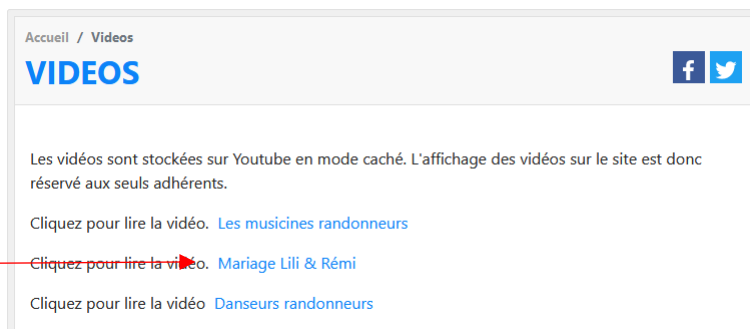 Accueil / Videos
VIDEOS
Les vidéos sont stockées sur Youtube en mode caché. L'affichage des vidéos sur le site est donc
réservé aux seuls adhérents.
Cliquez pour lire la vidéo. Les musicines randonneurs
Cliquez pour lire la vidéo. Mariage Lili & Rémi
Cliquez pour lire la vidéo Danseurs randonneurs